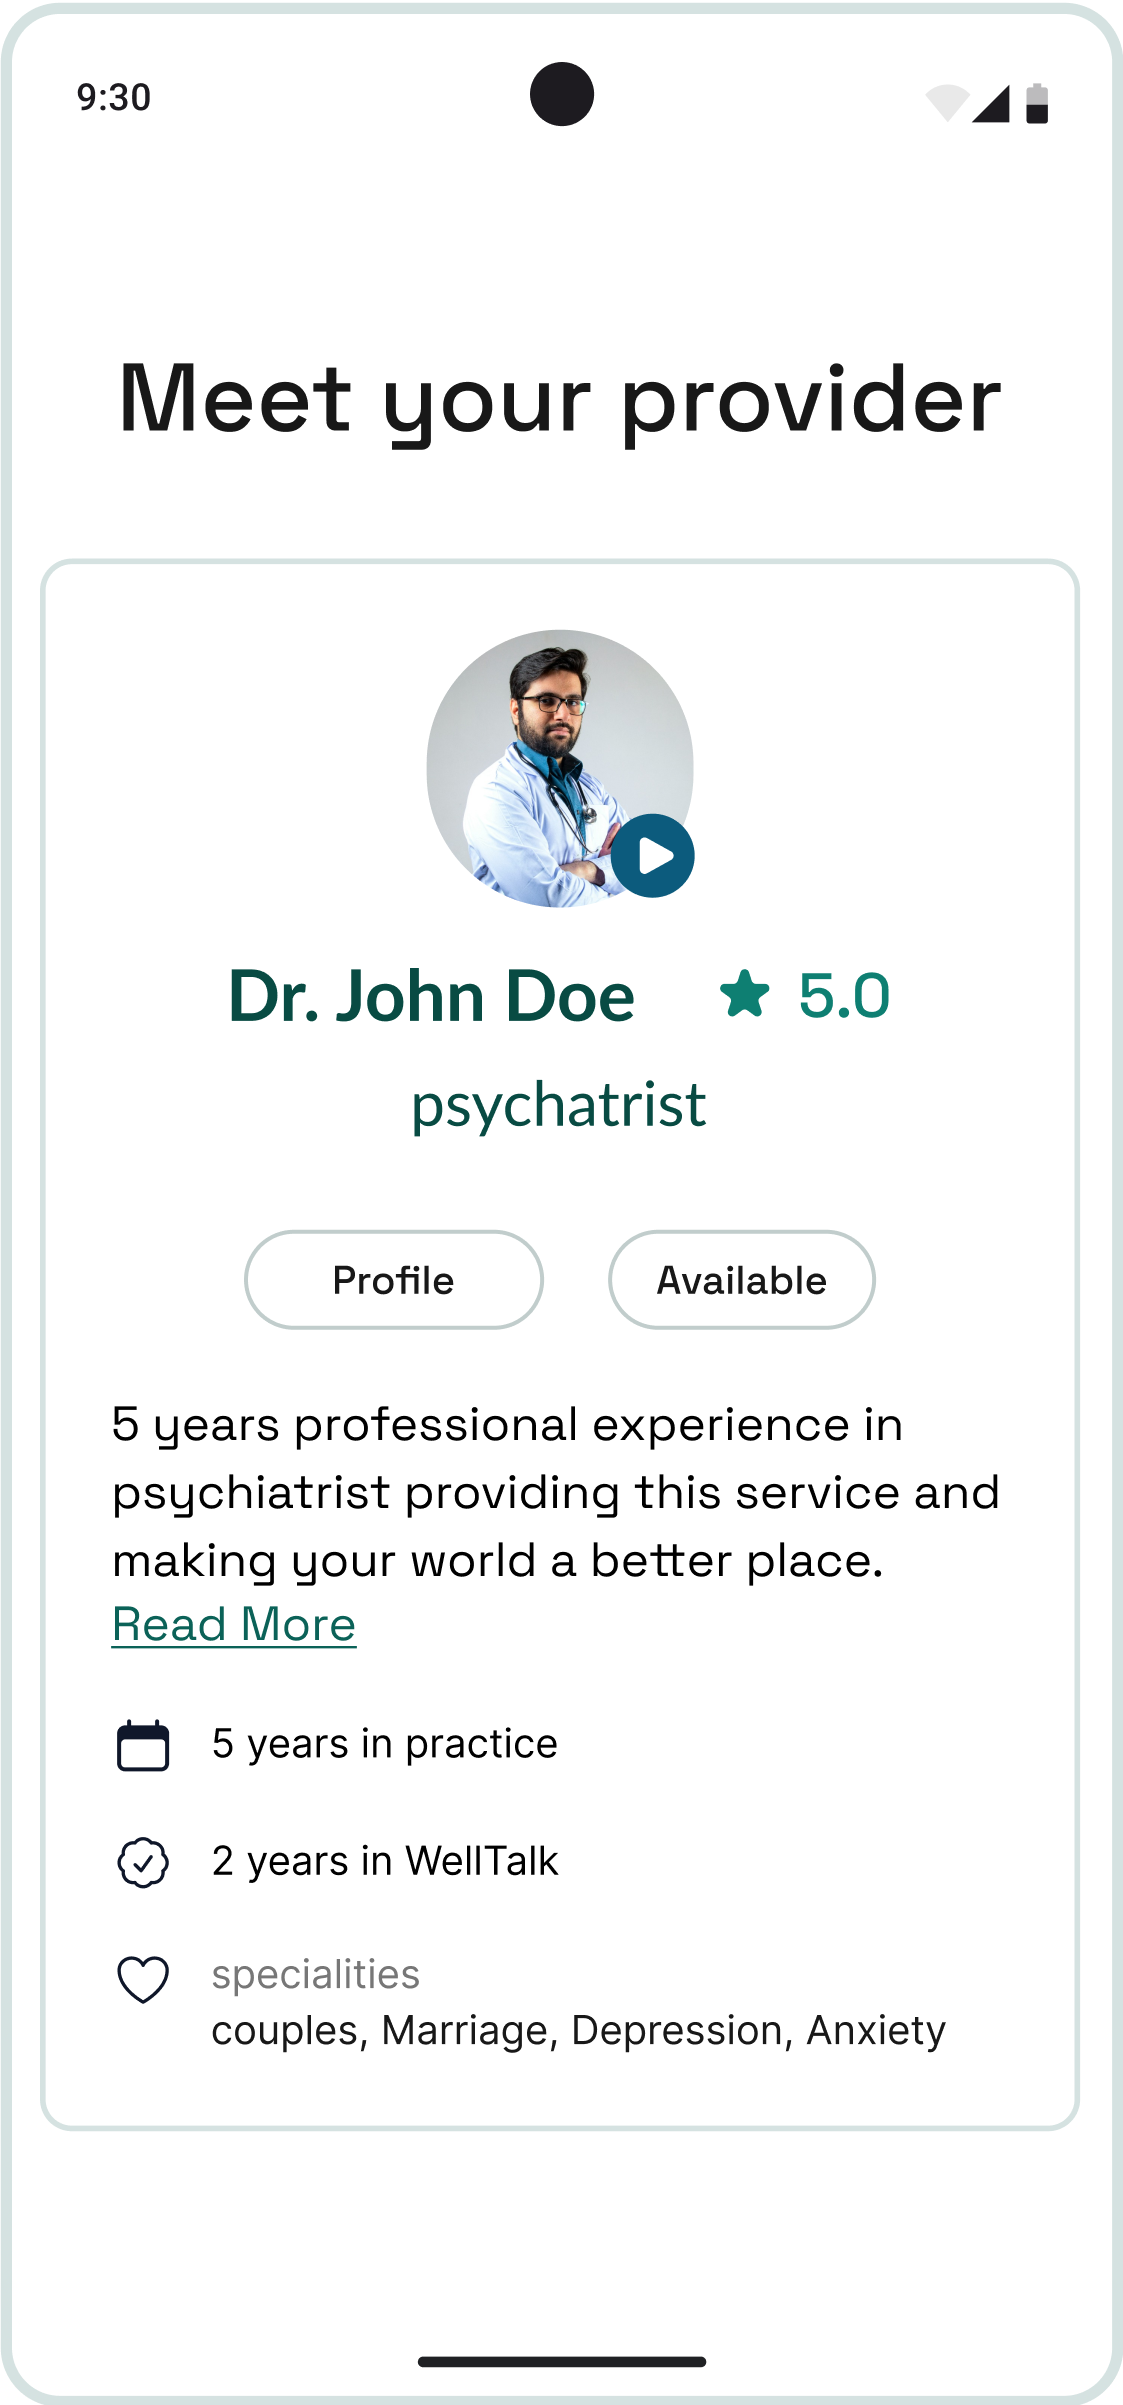 9:30
Meet your provider
Dr. John Doe 5.0
psychatrist
Profile Available
5 years professional experience in
psychiatrist providing this service and
making your world a better place.
Read More
5 years in practice
2 years in WellTalk
specialities
couples, Marriage, Depression, Anxiety